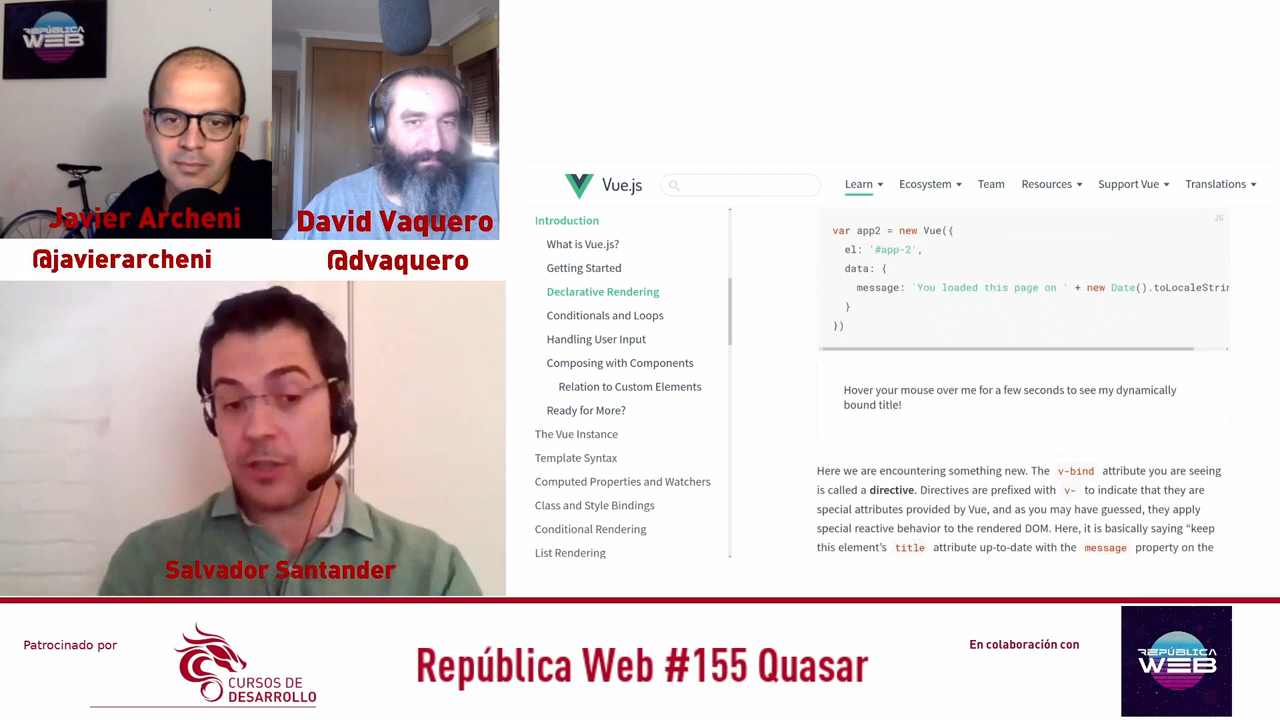 REPÚBLICA
WEB
Javier Archeni
@javierarcheni
David Vaquero
@dvaquero
Salvador Santander
Vue.js
Learn
Ecosystem
Team
Resources
Support Vue
Translations
Introduction
What is Vue.js?
Getting Started
Declarative Rendering
Conditionals and Loops
Handling User Input
Composing with Components
Relation to Custom Elements
Ready for More?
The Vue Instance
Template Syntax
Computed Properties and Watchers
Class and Style Bindings
Conditional Rendering
List Rendering
JS
var app2 = new Vue({
el: '#app-2',
data: {
message: 'You loaded this page on ' + new Date().toLocaleStrin
}
})
Hover your mouse over me for a few seconds to see my dynamically
bound title!
Here we are encountering something new. The v-bind attribute you are seeing
is called a directive. Directives are prefixed with v- to indicate that they are
special attributes provided by Vue, and as you may have guessed, they apply
special reactive behavior to the rendered DOM. Here, it is basically saying “keep
this element’s title attribute up-to-date with the message property on the
Patrocinado por
CURSOS DE
DESARROLLO
República Web #155 Quasar
En colaboración con
REPÚBLICA
WEB